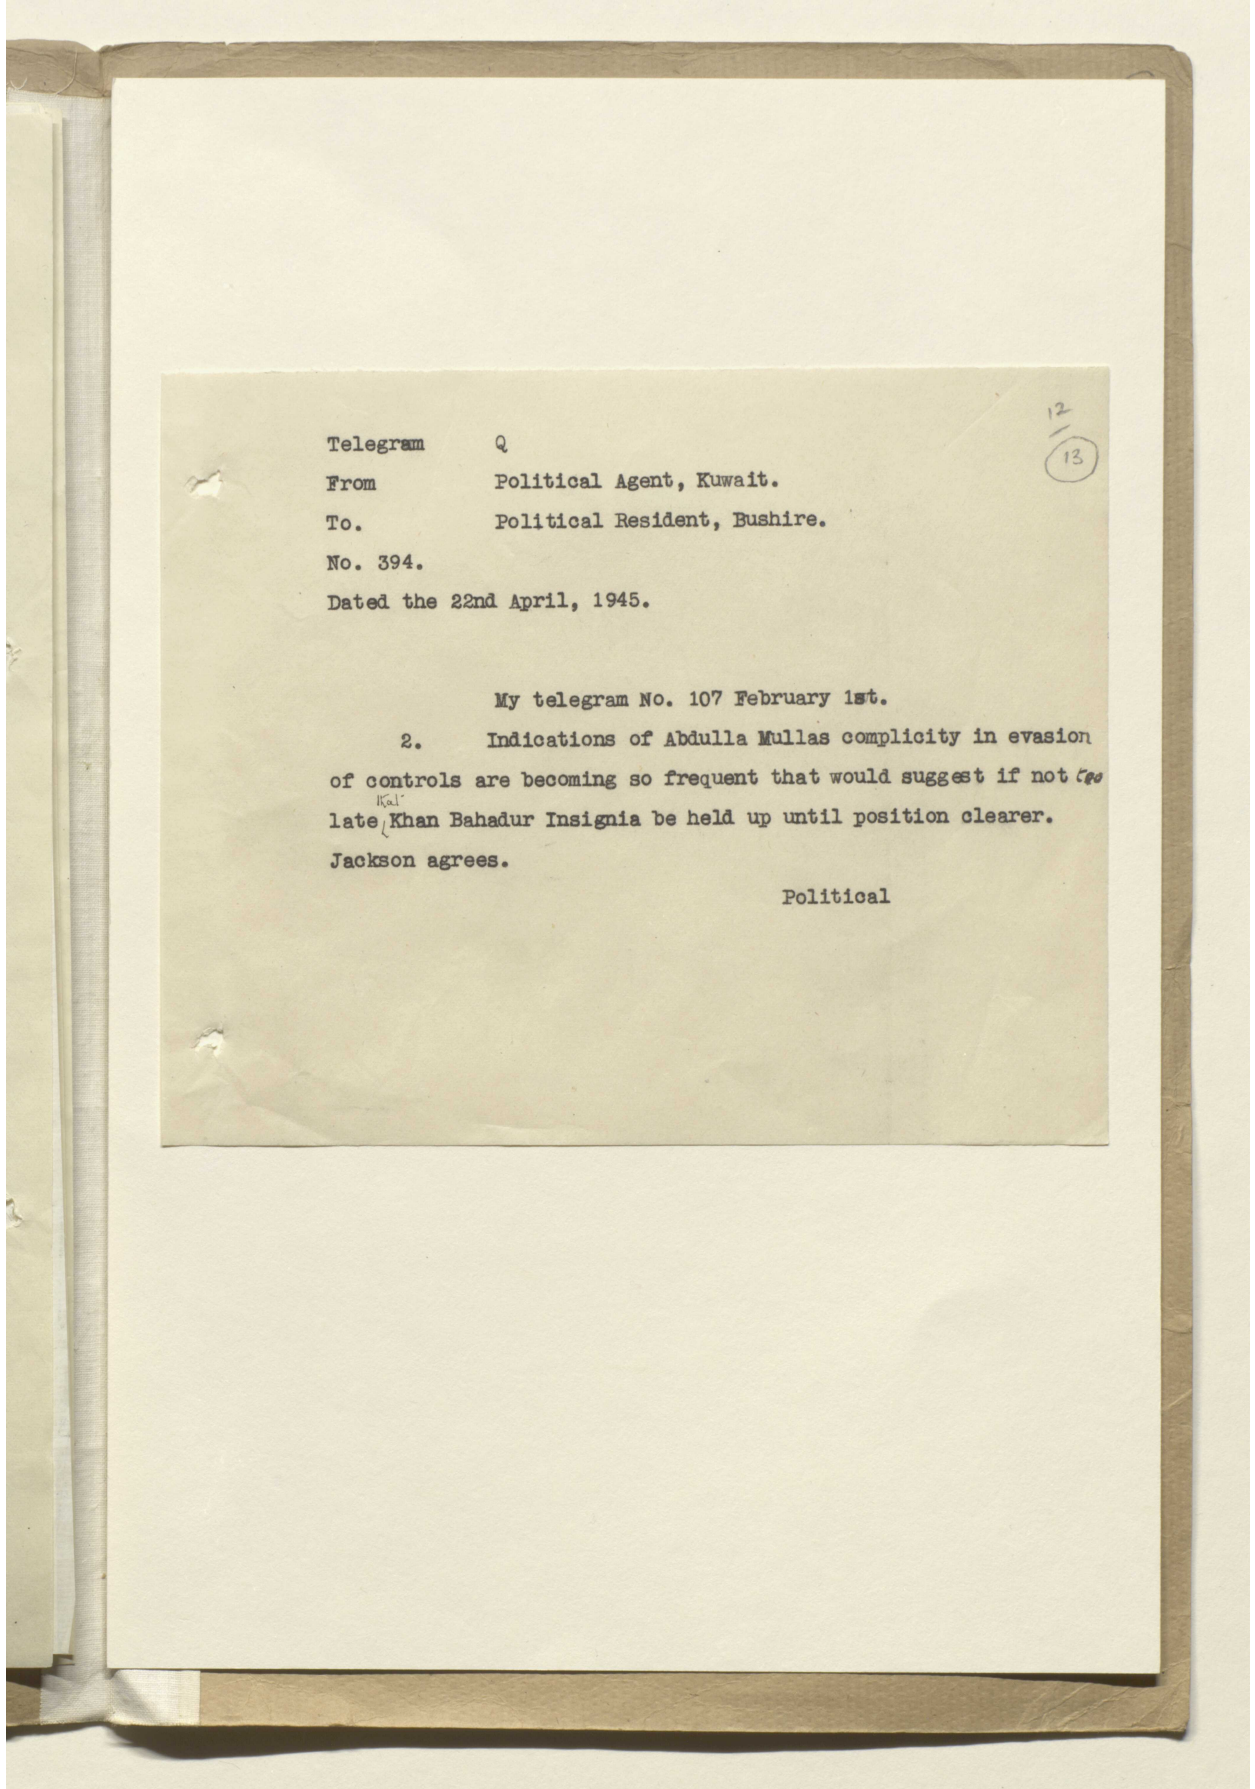 12
13
Telegram Q
From Political Agent, Kuwait.
To. Political Resident, Bushire.
No. 394.
Dated the 22nd April, 1945.
My telegram No. 107 February 1st.
2. Indications of Abdulla Mullas complicity in evasion
of controls are becoming so frequent that would suggest if not too
that
late Khan Bahadur Insignia be held up until position clearer.
Jackson agrees.
Political